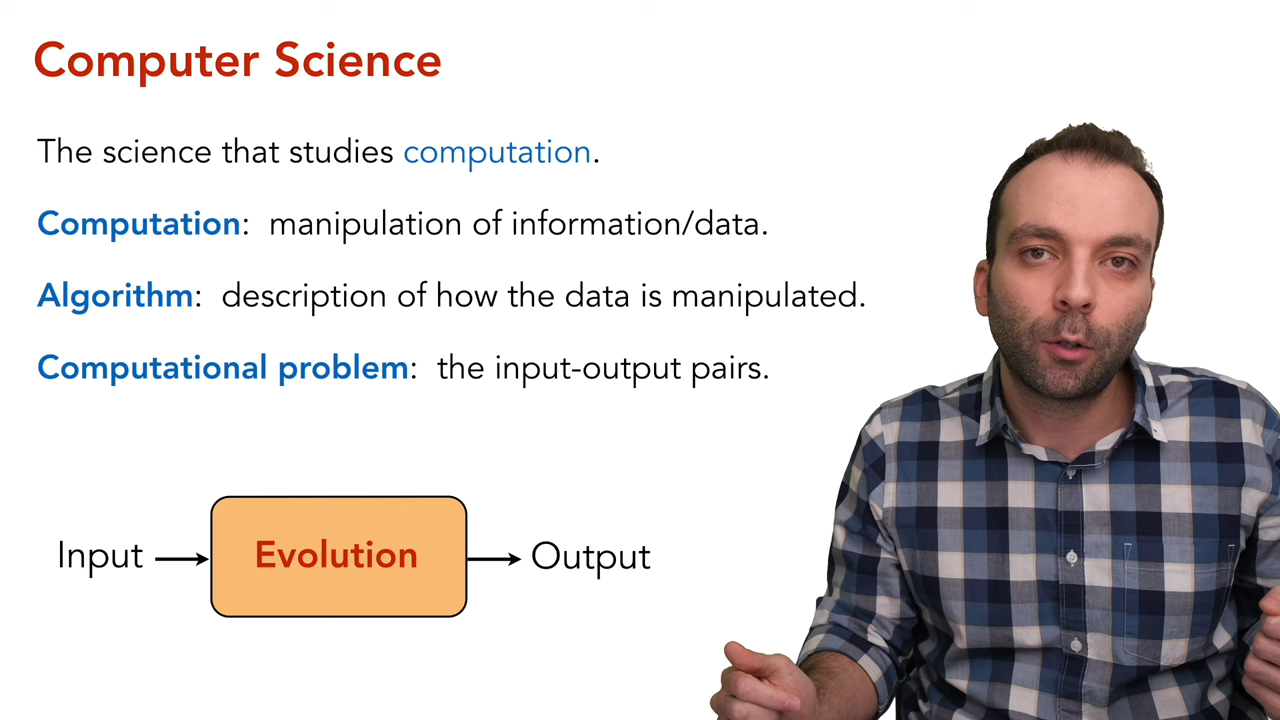 Computer Science
The science that studies computation.
Computation: manipulation of information/data.
Algorithm: description of how the data is manipulated.
Computational problem: the input-output pairs.
Input Evolution Output